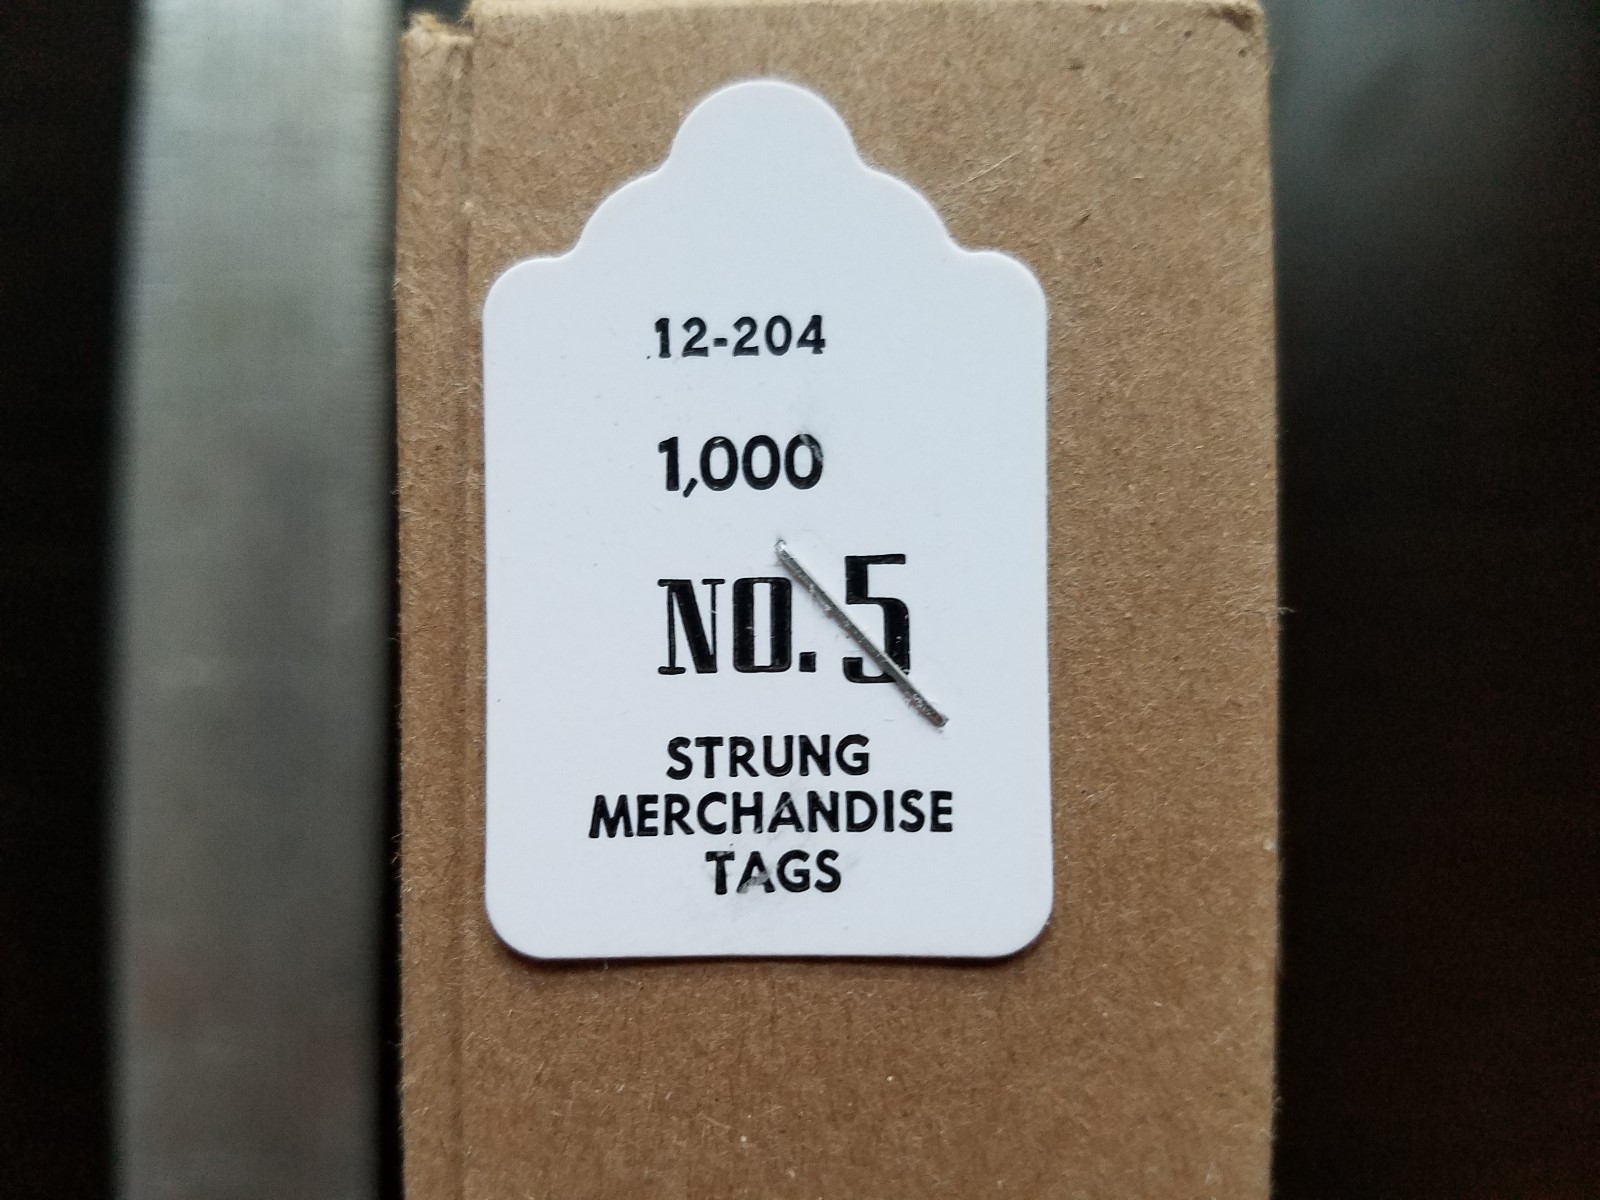 12-204
1,000
NO. 5
STRUNG
MERCHANDISE
TAGS